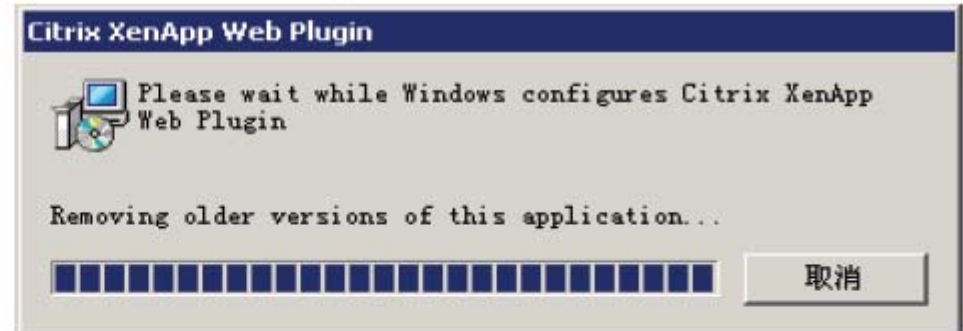 Citrix XenApp Web Plugin
Please wait while Windows configures Citrix XenApp
Web Plugin
Removing older versions of this application...
取消